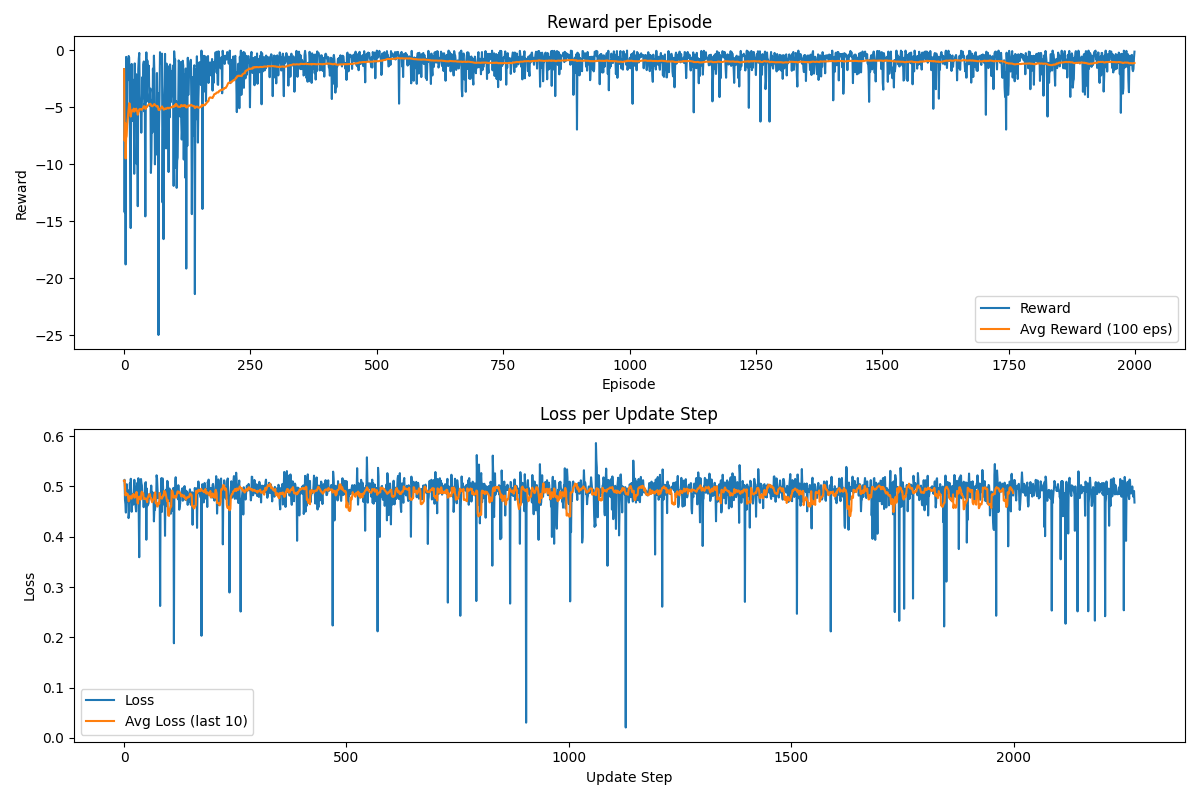 Reward per Episode
0
−5
−10
−15
−20
−25
Reward
Reward
Avg Reward (100 eps)
0
250
500
750
1000
1250
1500
1750
2000
Episode
Loss per Update Step
0.6
0.5
0.4
0.3
0.2
0.1
0.0
Loss
Loss
Avg Loss (last 10)
0
500
1000
1500
2000
Update Step